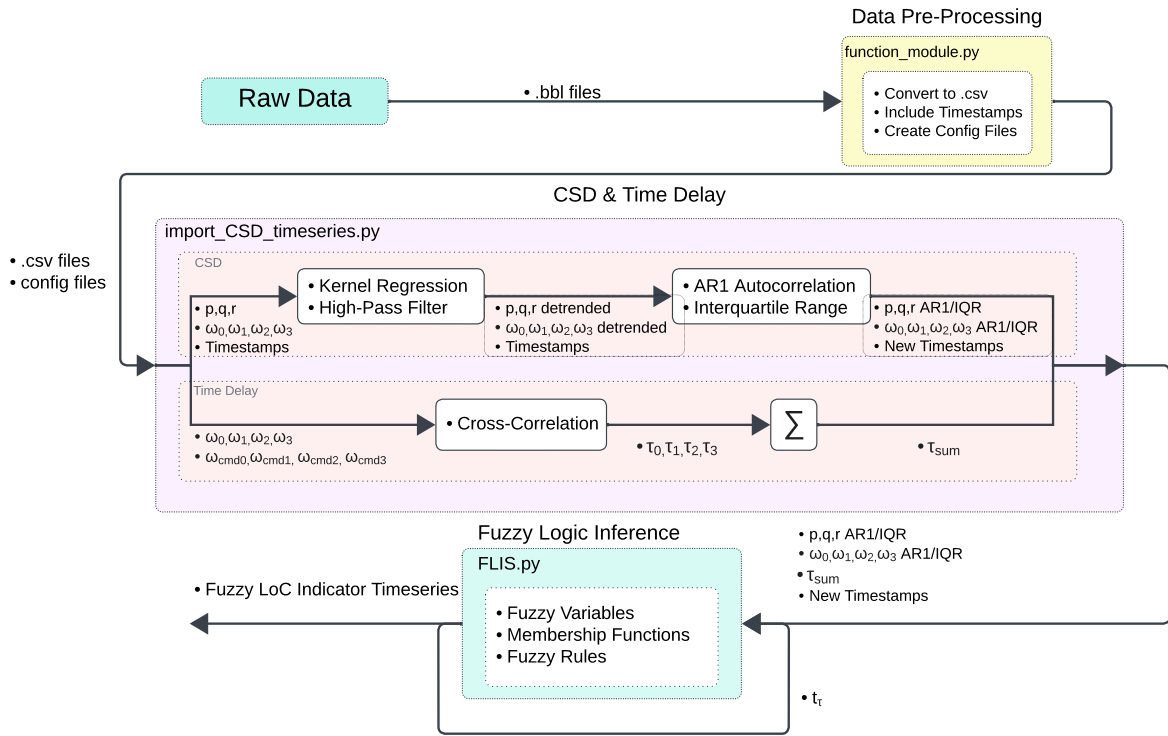 Data Pre-Processing
function_module.py
Raw Data
• .bbl files
• Convert to .csv
• Include Timestamps
• Create Config Files
CSD & Time Delay
import_CSD_timeseries.py
• .csv files
• config files
CSD
• Kernel Regression
• High-Pass Filter
• AR1 Autocorrelation
• Interquartile Range
• p,q,r
• ω₀,ω₁,ω₂,ω₃
• Timestamps
• p,q,r detrended
• ω₀,ω₁,ω₂,ω₃ detrended
• Timestamps
• p,q,r AR1/IQR
• ω₀,ω₁,ω₂,ω₃ AR1/IQR
• New Timestamps
Time Delay
• Cross-Correlation
∑
• ω₀,ω₁,ω₂,ω₃
• ωcmd0,ωcmd1, ωcmd2, ωcmd3
• τ₀,τ₁,τ₂,τ₃
• τsum
Fuzzy Logic Inference
FLIS.py
• p,q,r AR1/IQR
• ω₀,ω₁,ω₂,ω₃ AR1/IQR
• τsum
• New Timestamps
• Fuzzy LoC Indicator Timeseries
• Fuzzy Variables
• Membership Functions
• Fuzzy Rules
• tτ